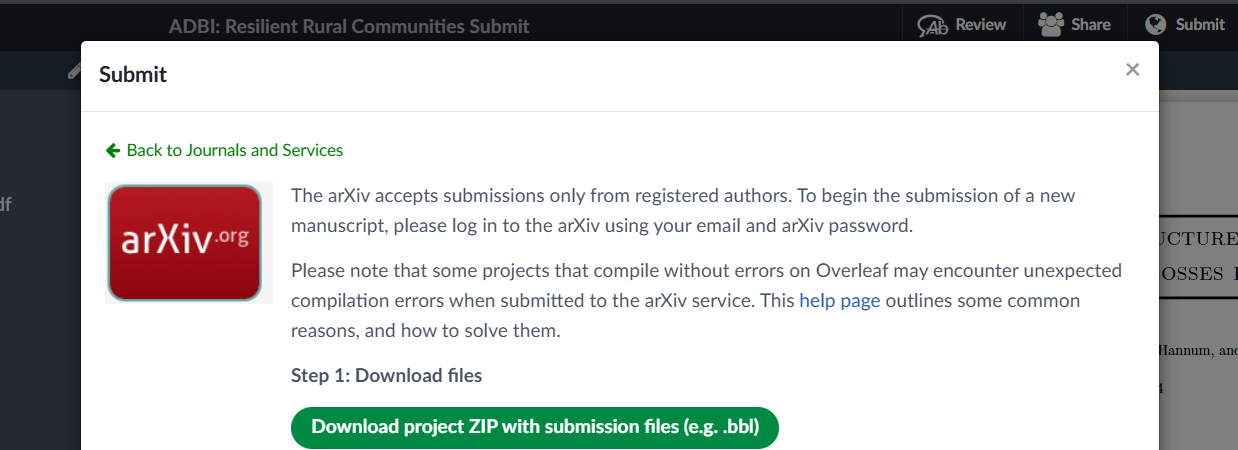 ADBI: Resilient Rural Communities Submit
Review
Share
Submit
Submit
×
Back to Journals and Services
arXiv.org
The arXiv accepts submissions only from registered authors. To begin the submission of a new
manuscript, please log in to the arXiv using your email and arXiv password.
Please note that some projects that compile without errors on Overleaf may encounter unexpected
compilation errors when submitted to the arXiv service. This help page outlines some common
reasons, and how to solve them.
Step 1: Download files
Download project ZIP with submission files (e.g. .bbl)
df
UCTURE
OSSES
Hannum, and